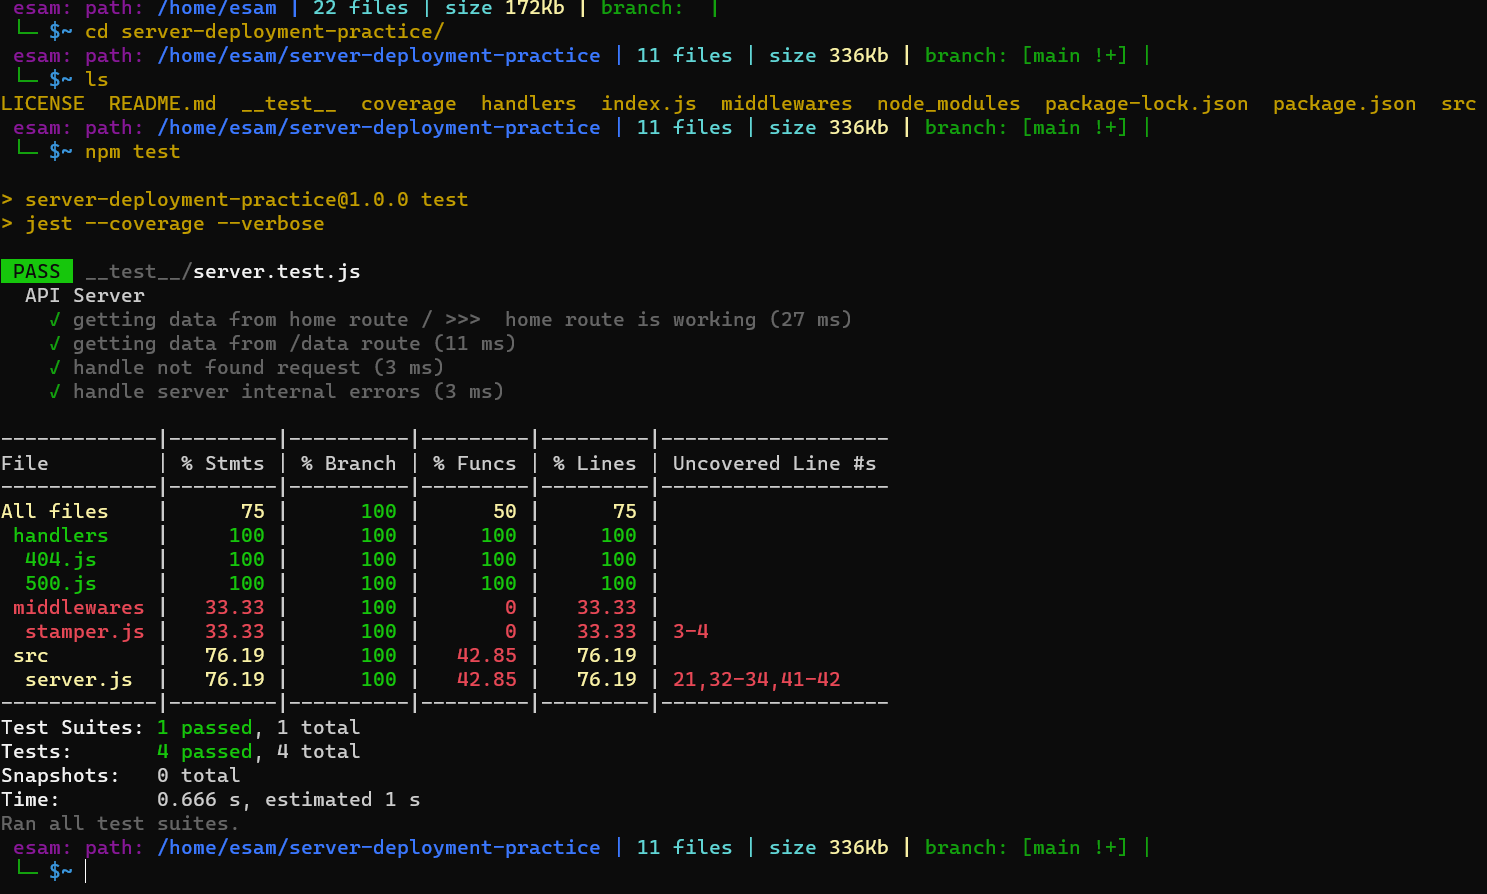 esam: path: /home/esam | 22 files | size 172Kb | branch:  |
└─ $~ cd server-deployment-practice/
esam: path: /home/esam/server-deployment-practice | 11 files | size 336Kb | branch: [main !+] |
└─ $~ ls
LICENSE  README.md  __test__  coverage  handlers  index.js  middlewares  node_modules  package-lock.json  package.json  src
esam: path: /home/esam/server-deployment-practice | 11 files | size 336Kb | branch: [main !+] |
└─ $~ npm test
> server-deployment-practice@1.0.0 test
> jest --coverage --verbose
PASS  __test__/server.test.js
API Server
√ getting data from home route / >>>  home route is working (27 ms)
√ getting data from /data route (11 ms)
√ handle not found request (3 ms)
√ handle server internal errors (3 ms)
-------------|---------|----------|---------|---------|-------------------
File         | % Stmts | % Branch | % Funcs | % Lines | Uncovered Line #s
-------------|---------|----------|---------|---------|-------------------
All files    |      75 |      100 |      50 |      75 |
handlers    |     100 |      100 |     100 |     100 |
404.js     |     100 |      100 |     100 |     100 |
500.js     |     100 |      100 |     100 |     100 |
middlewares |   33.33 |      100 |       0 |   33.33 |
stamper.js |   33.33 |      100 |       0 |   33.33 | 3-4
src         |   76.19 |      100 |   42.85 |   76.19 |
server.js  |   76.19 |      100 |   42.85 |   76.19 | 21,32-34,41-42
-------------|---------|----------|---------|---------|-------------------
Test Suites: 1 passed, 1 total
Tests:       4 passed, 4 total
Snapshots:   0 total
Time:        0.666 s, estimated 1 s
Ran all test suites.
esam: path: /home/esam/server-deployment-practice | 11 files | size 336Kb | branch: [main !+] |
└─ $~